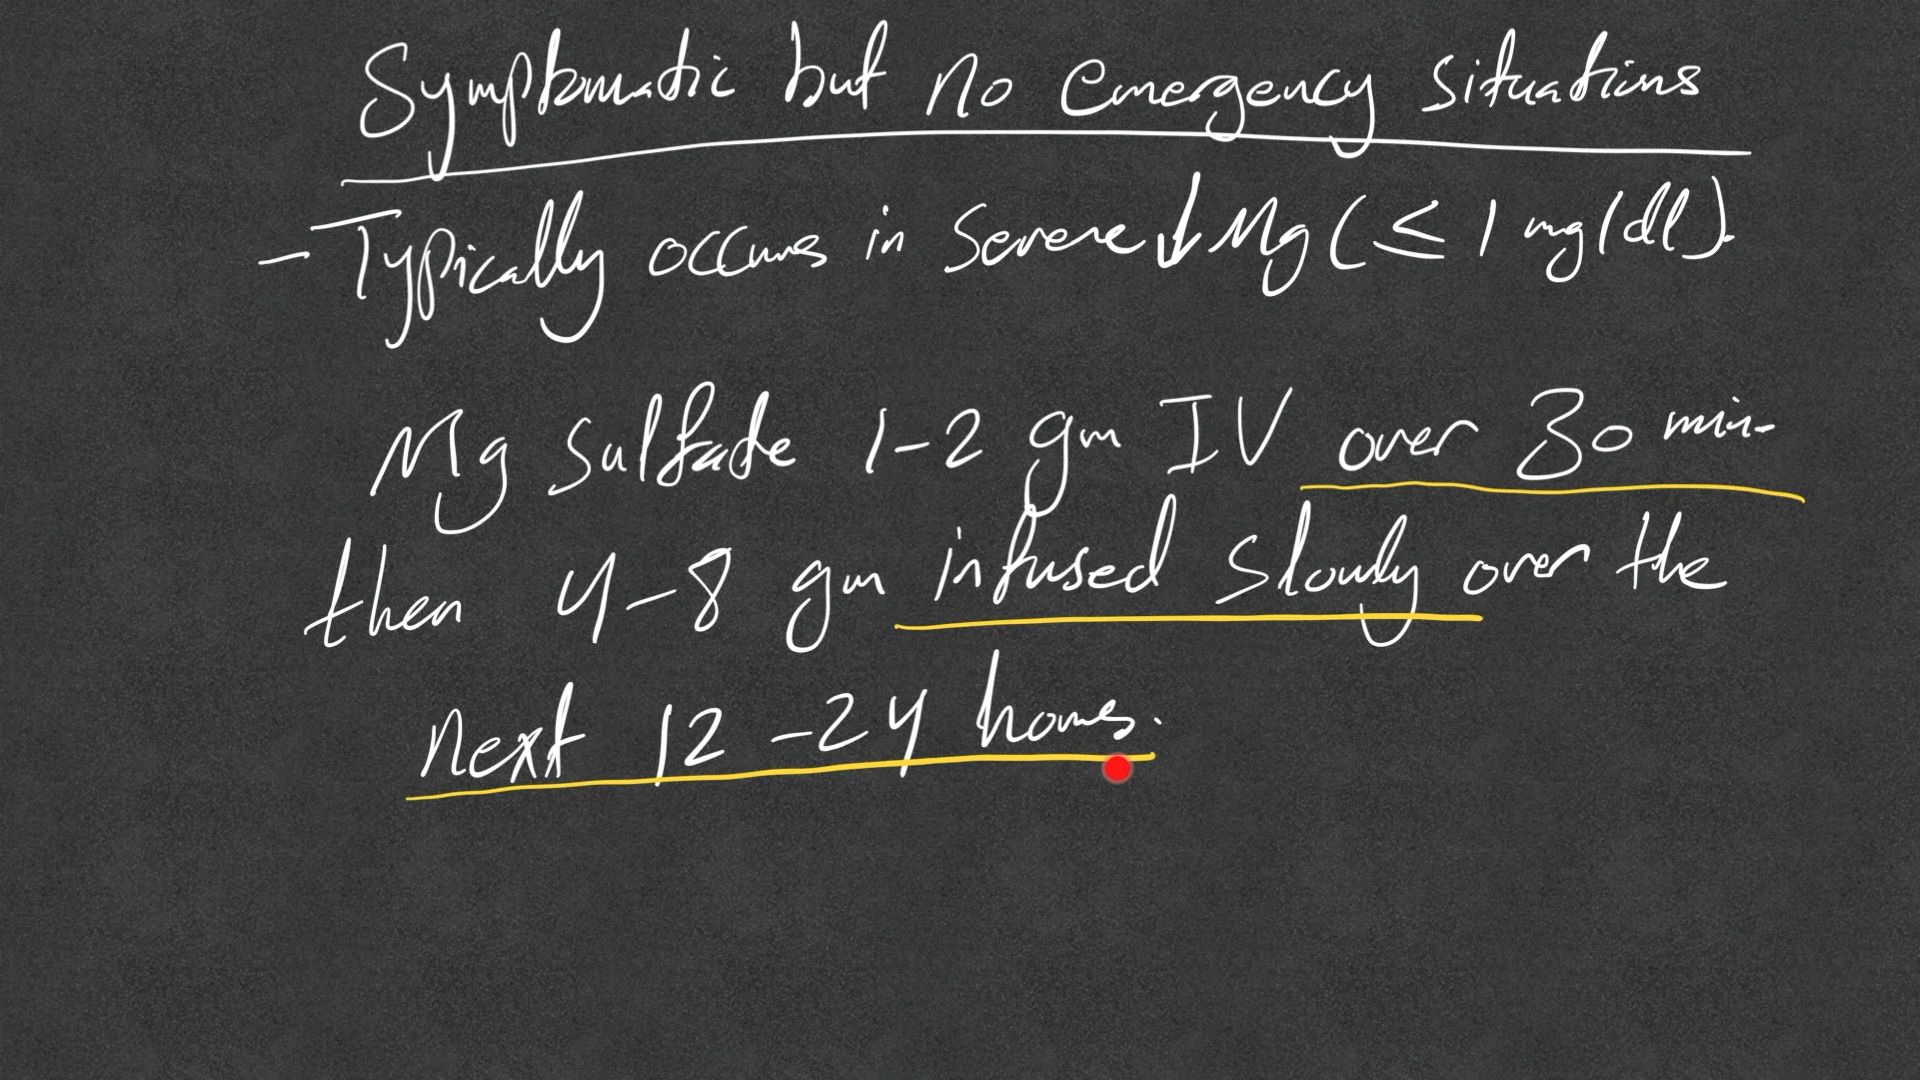 Symptomatic but no emergency situations
- Typically occurs in severe ↓ Mg (≤ 1 mg/dl).
Mg sulfate 1-2 gm IV over 30 min.
then 4-8 gm infused slowly over the
next 12-24 hours.